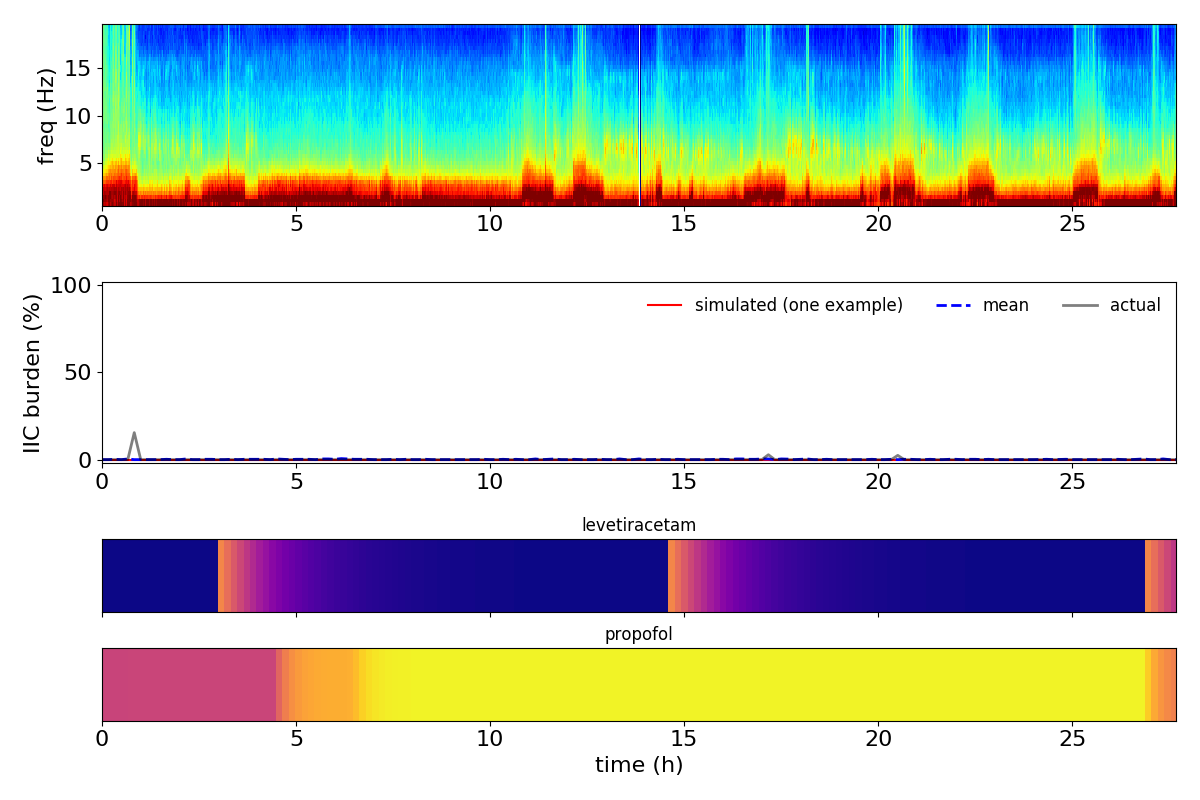 freq (Hz)
15
10
5
0 5 10 15 20 25
IIC burden (%)
100
50
0
simulated (one example) mean actual
0 5 10 15 20 25
levetiracetam
propofol
0 5 10 15 20 25
time (h)